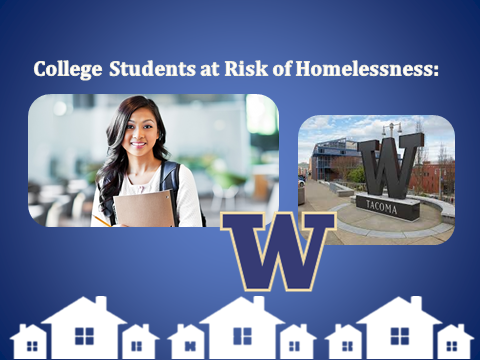 College Students at Risk of Homelessness:
W
TACOMA
W